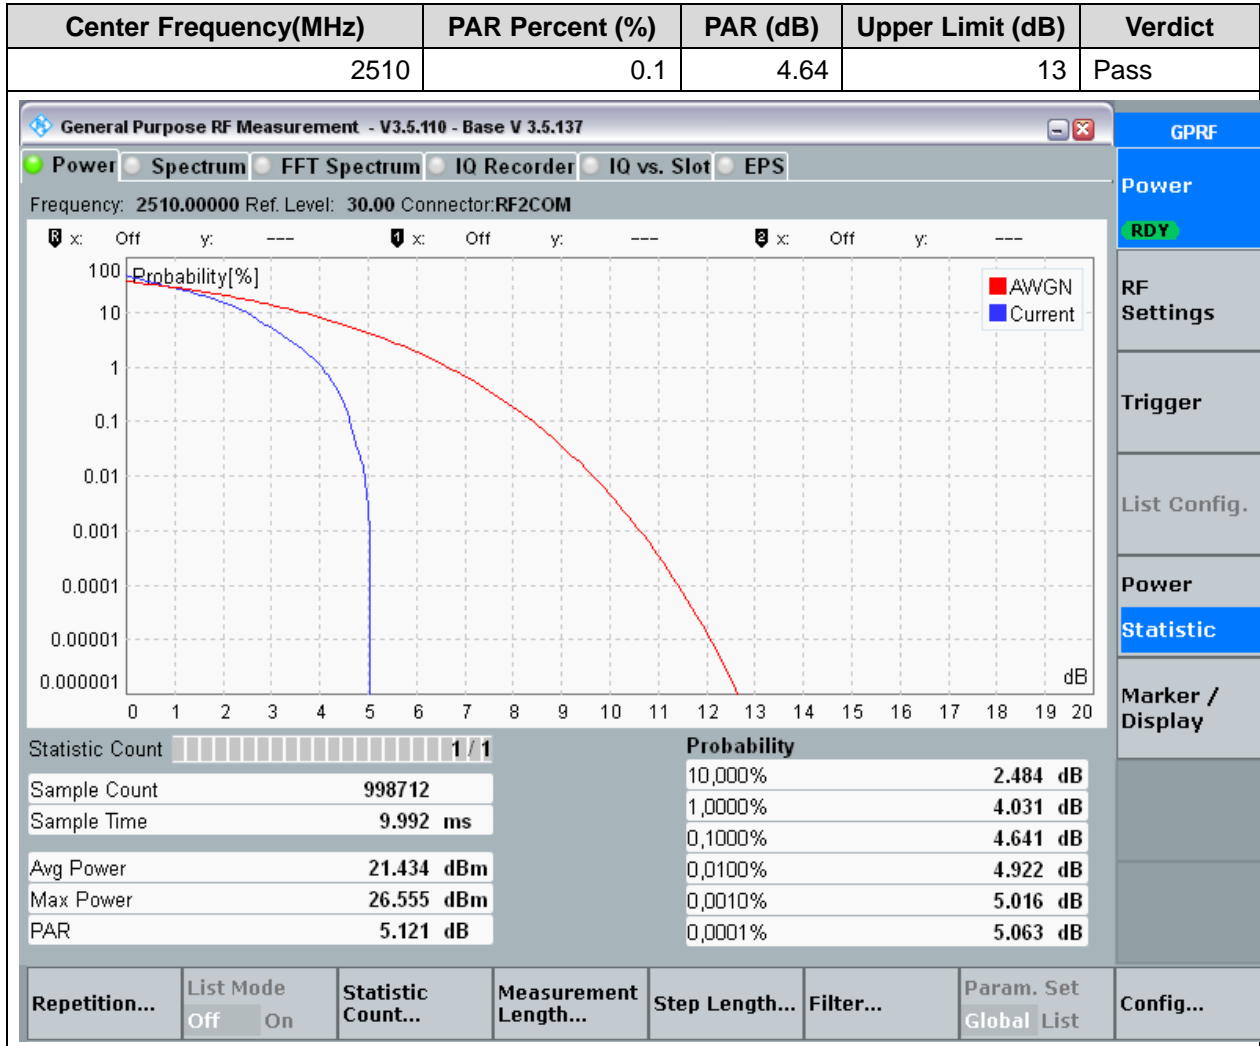 Center Frequency(MHz) PAR Percent (%) PAR (dB) Upper Limit (dB) Verdict
2510 0.1 4.64 13 Pass
General Purpose RF Measurement - V3.5.110 - Base V 3.5.137
GPRF
Power Spectrum FFT Spectrum IQ Recorder IQ vs. Slot EPS
Power
RDY
Frequency: 2510.00000 Ref. Level: 30.00 Connector:RF2COM
R x: Off y: --- 1 x: Off y: --- 2 x: Off y: ---
Probability[%]
AWGN
Current
100
10
1
0.1
0.01
0.001
0.0001
0.00001
0.000001
dB
0 1 2 3 4 5 6 7 8 9 10 11 12 13 14 15 16 17 18 19 20
RF
Settings
Trigger
List Config.
Power
Statistic
Marker /
Display
Statistic Count 1 / 1
Sample Count 998712
Sample Time 9.992 ms
Avg Power 21.434 dBm
Max Power 26.555 dBm
PAR 5.121 dB
Probability
10,000% 2.484 dB
1,0000% 4.031 dB
0,1000% 4.641 dB
0,0100% 4.922 dB
0,0010% 5.016 dB
0,0001% 5.063 dB
Repetition...
List Mode
Off On
Statistic
Count...
Measurement
Length...
Step Length...
Filter...
Param. Set
Global List
Config...